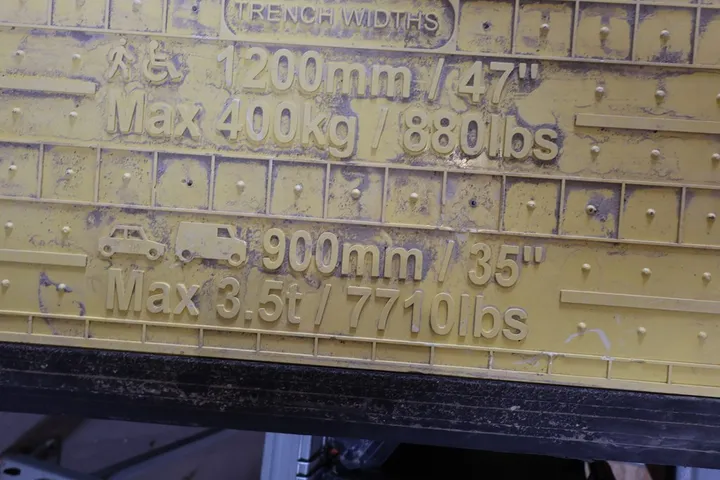 TRENCH WIDTHS
1200mm / 47"
Max 400kg / 880lbs
900mm / 35"
Max 3.5t / 7710lbs